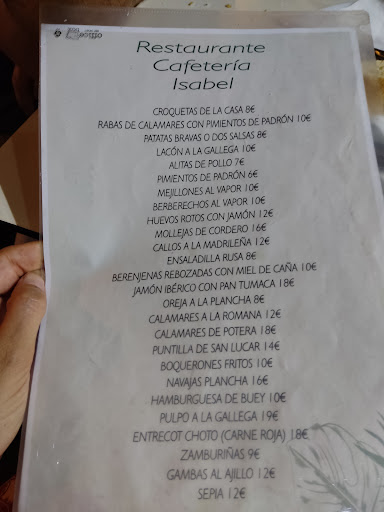 Restaurante
Cafetería
Isabel
CROQUETAS DE LA CASA 8€
RABAS DE CALAMARES CON PIMIENTOS DE PADRÓN 10€
PATATAS BRAVAS O DOS SALSAS 8€
LACÓN A LA GALLEGA 10€
ALITAS DE POLLO 7€
PIMIENTOS DE PADRÓN 6€
MEJILLONES AL VAPOR 10€
BERBERECHOS AL VAPOR 10€
HUEVOS ROTOS CON JAMÓN 12€
MOLLEJAS DE CORDERO 16€
CALLOS A LA MADRILEÑA 12€
ENSALADILLA RUSA 8€
BERENJENAS REBOZADAS CON MIEL DE CAÑA 10€
JAMÓN IBÉRICO CON PAN TUMACA 18€
OREJA A LA PLANCHA 8€
CALAMARES A LA ROMANA 12€
CALAMARES DE POTERA 18€
PUNTILLA DE SAN LUCAR 14€
BOQUERONES FRITOS 10€
NAVAJAS PLANCHA 16€
HAMBURGUESA DE BUEY 10€
PULPO A LA GALLEGA 19€
ENTRECOT CHOTO (CARNE ROJA) 18€
ZAMBURIÑAS 9€
GAMBAS AL AJILLO 12€
SEPIA 12€